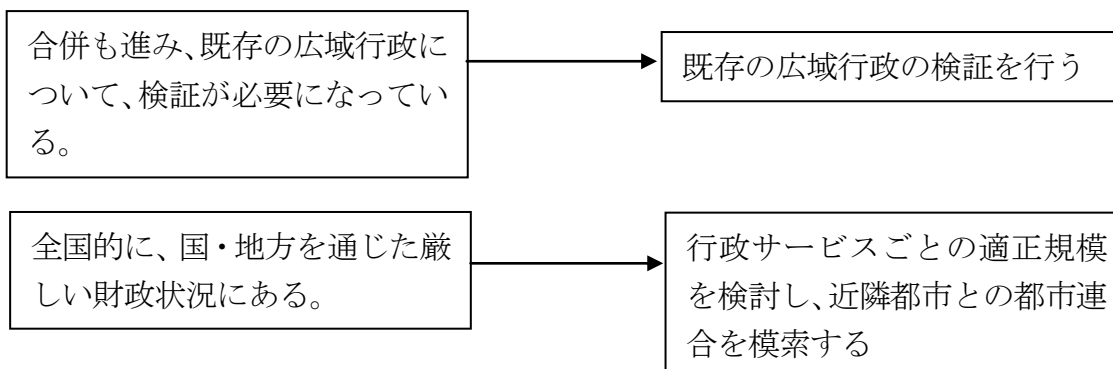 合併も進み、既存の広域行政に
ついて、検証が必要になってい
る。
既存の広域行政の検証を行う
全国的に、国・地方を通じた厳
しい財政状況にある。
行政サービスごとの適正規模
を検討し、近隣都市との都市連
合を模索する